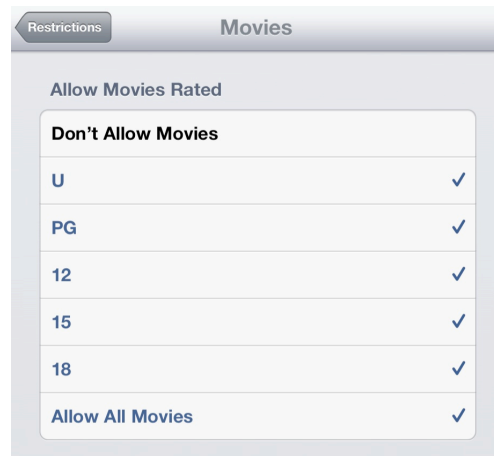 Restrictions
Movies
Allow Movies Rated
Don’t Allow Movies
U
PG
12
15
18
Allow All Movies